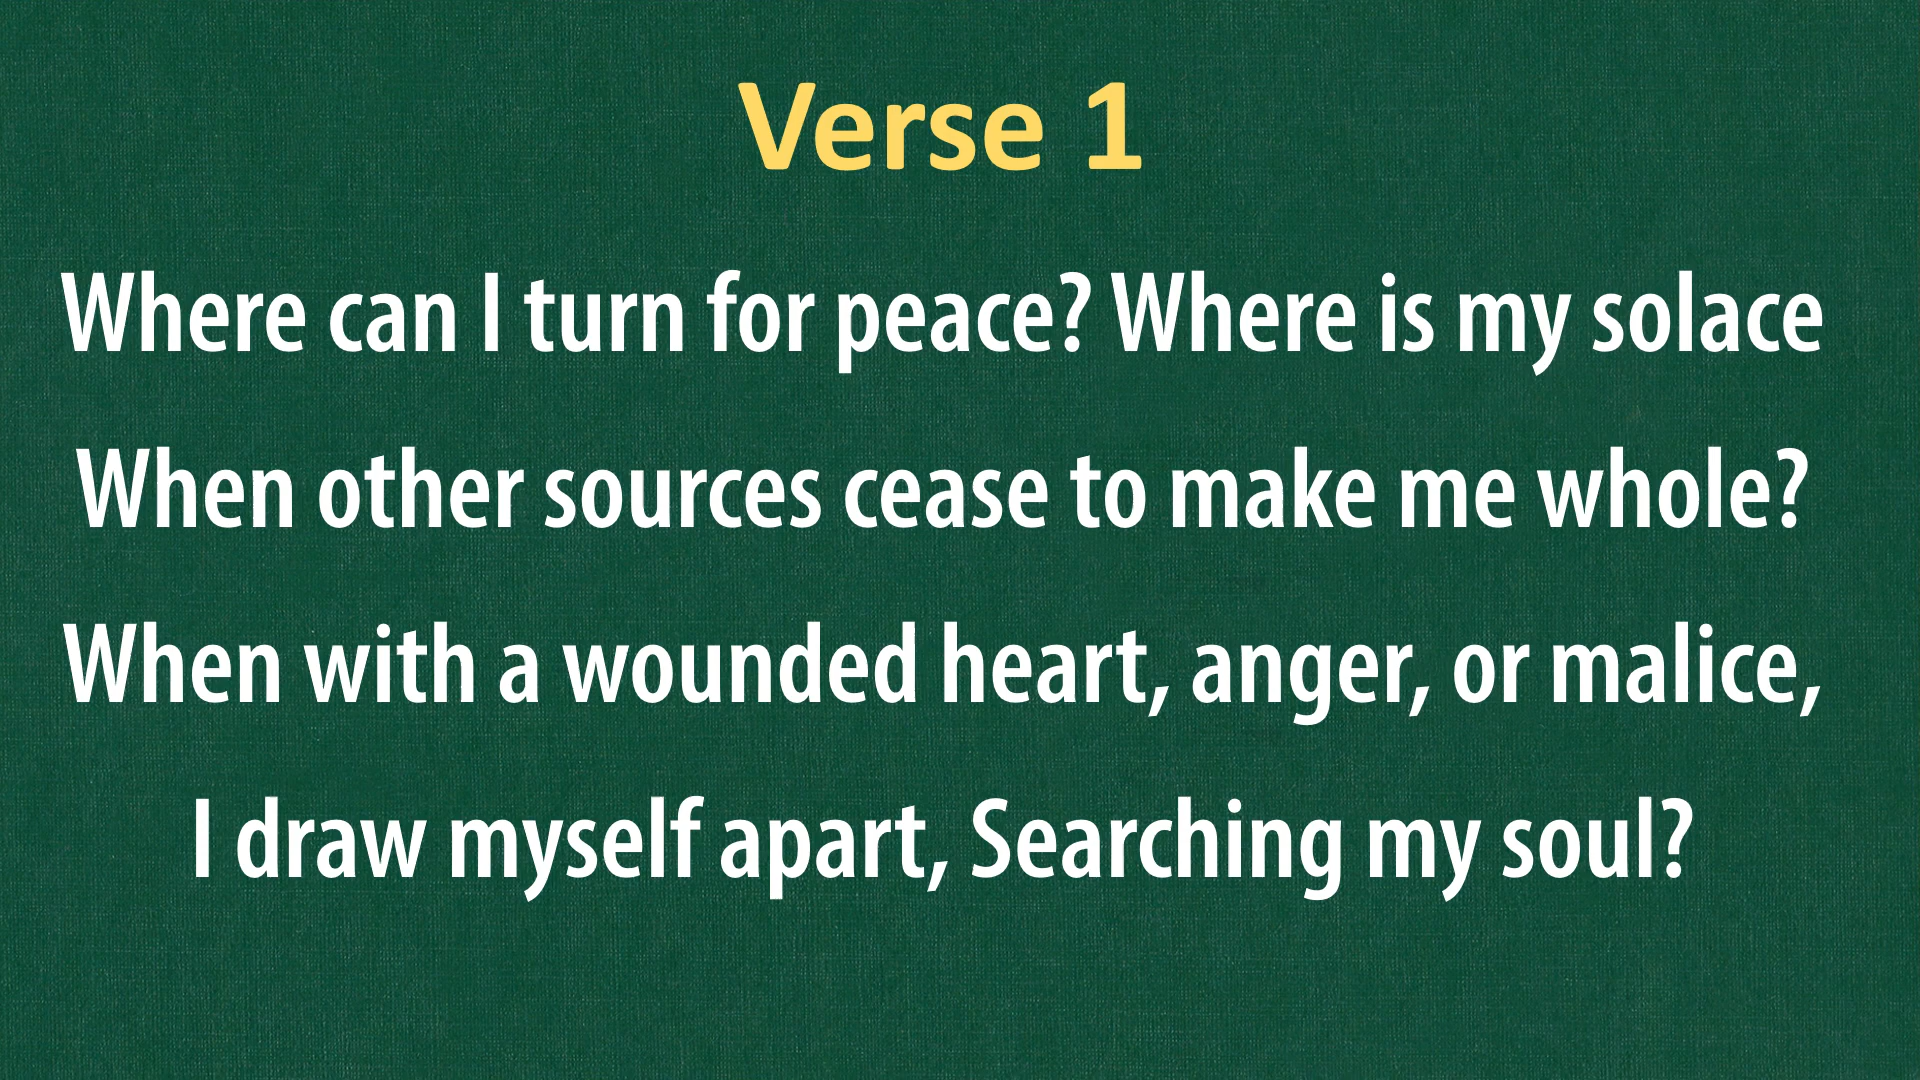 Verse 1
Where can I turn for peace? Where is my solace
When other sources cease to make me whole?
When with a wounded heart, anger, or malice,
I draw myself apart, Searching my soul?